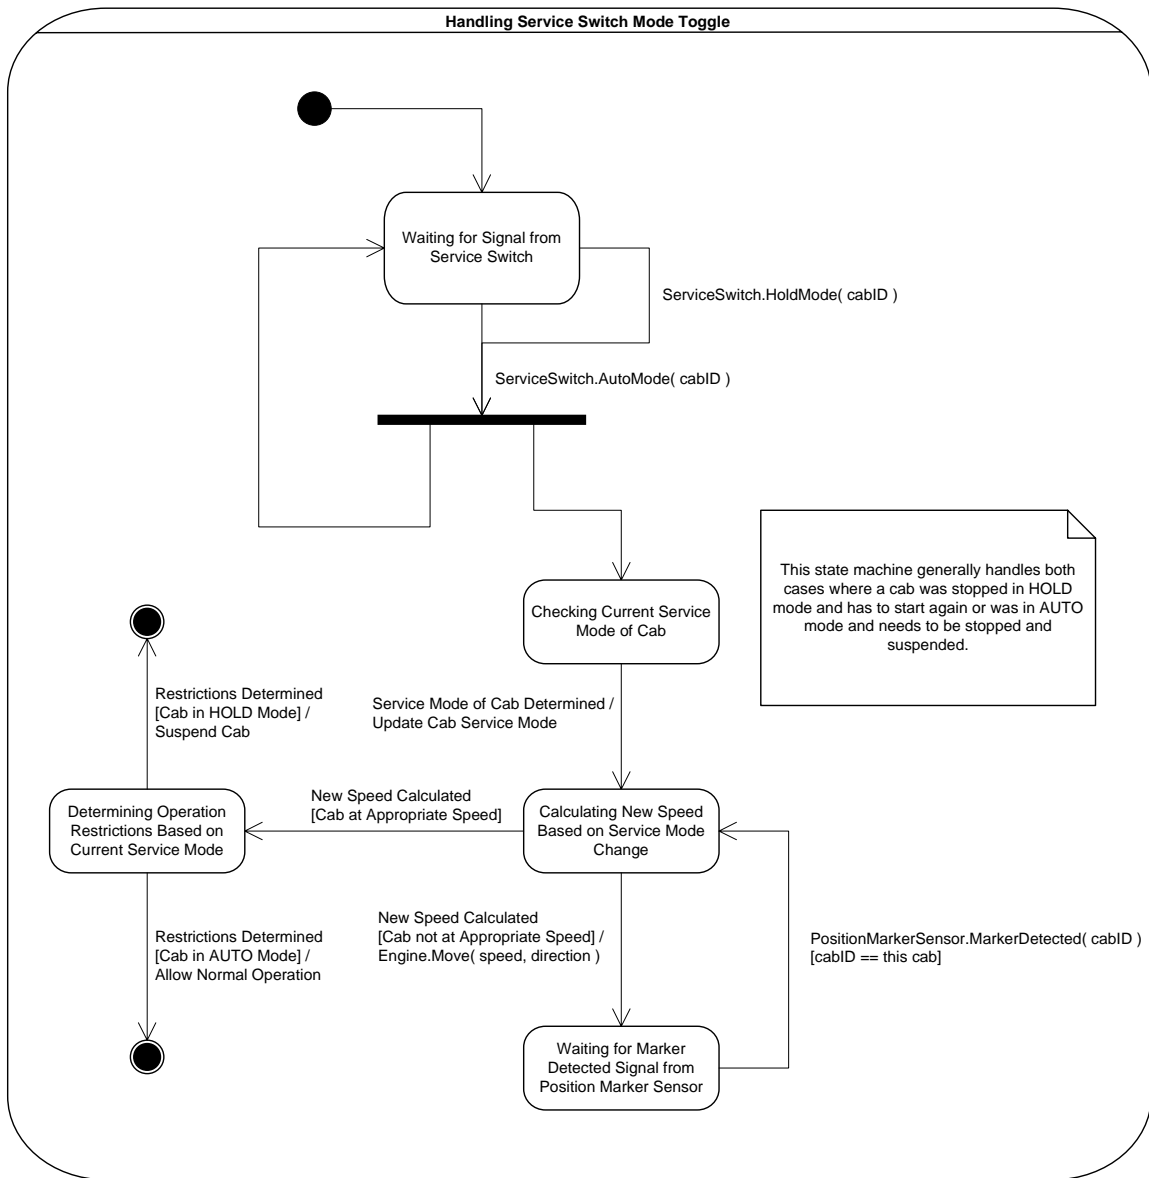 Handling Service Switch Mode Toggle
Waiting for Signal from
Service Switch
ServiceSwitch.HoldMode( cabID )
ServiceSwitch.AutoMode( cabID )
This state machine generally handles both
cases where a cab was stopped in HOLD
mode and has to start again or was in AUTO
mode and needs to be stopped and
suspended.
Checking Current Service
Mode of Cab
Restrictions Determined
[Cab in HOLD Mode] /
Suspend Cab
Service Mode of Cab Determined /
Update Cab Service Mode
Determining Operation
Restrictions Based on
Current Service Mode
New Speed Calculated
[Cab at Appropriate Speed]
Calculating New Speed
Based on Service Mode
Change
Restrictions Determined
[Cab in AUTO Mode] /
Allow Normal Operation
New Speed Calculated
[Cab not at Appropriate Speed] /
Engine.Move( speed, direction )
PositionMarkerSensor.MarkerDetected( cabID )
[cabID == this cab]
Waiting for Marker
Detected Signal from
Position Marker Sensor